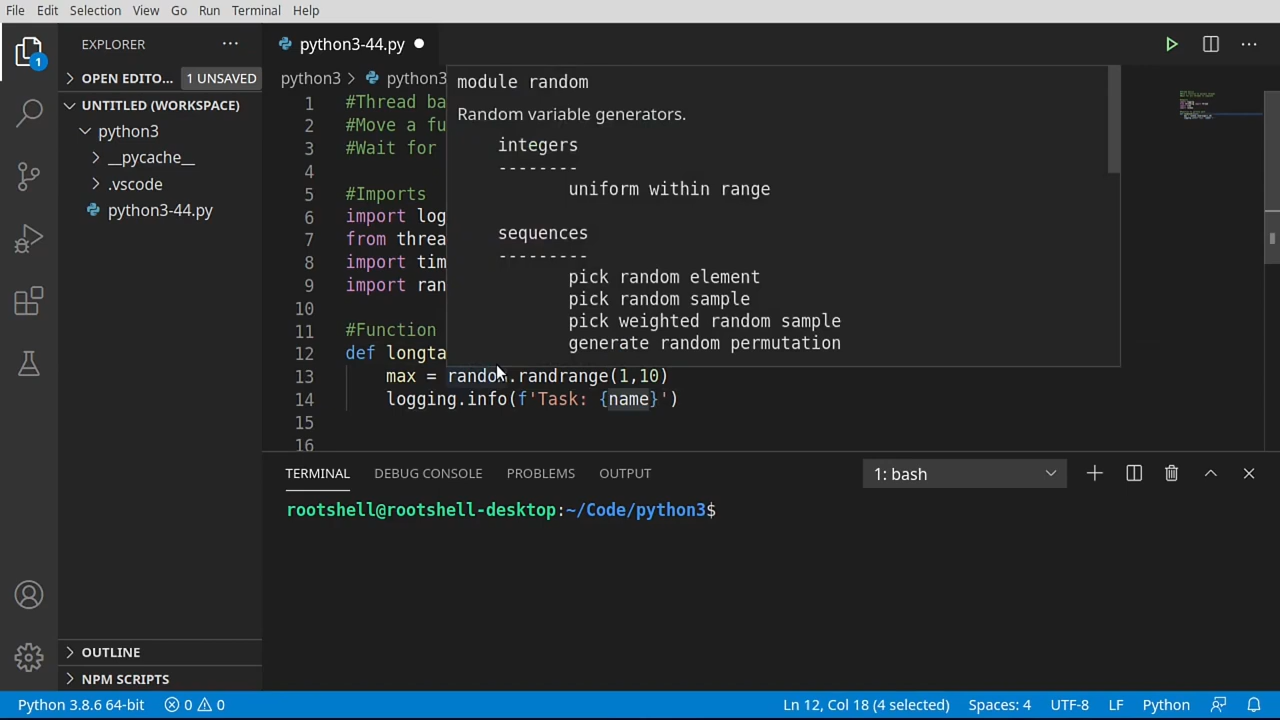 File Edit Selection View Go Run Terminal Help
1
EXPLORER
OPEN EDITO...
1 UNSAVED
UNTITLED (WORKSPACE)
python3
__pycache__
.vscode
python3-44.py
OUTLINE
NPM SCRIPTS
python3-44.py
python3 > python3
1 #Thread ba
2 #Move a fu
3 #Wait for
4
5 #Imports
6 import log
7 from threa
8 import tim
9 import ran
10
11 #Function
12 def longta
13 max = random.randrange(1,10)
14 logging.info(f'Task: {name}')
15
16
module random
Random variable generators.
integers
--------
uniform within range
sequences
---------
pick random element
pick random sample
pick weighted random sample
generate random permutation
TERMINAL DEBUG CONSOLE PROBLEMS OUTPUT
1: bash
rootshell@rootshell-desktop:~/Code/python3$
Python 3.8.6 64-bit 0 0
Ln 12, Col 18 (4 selected) Spaces: 4 UTF-8 LF Python